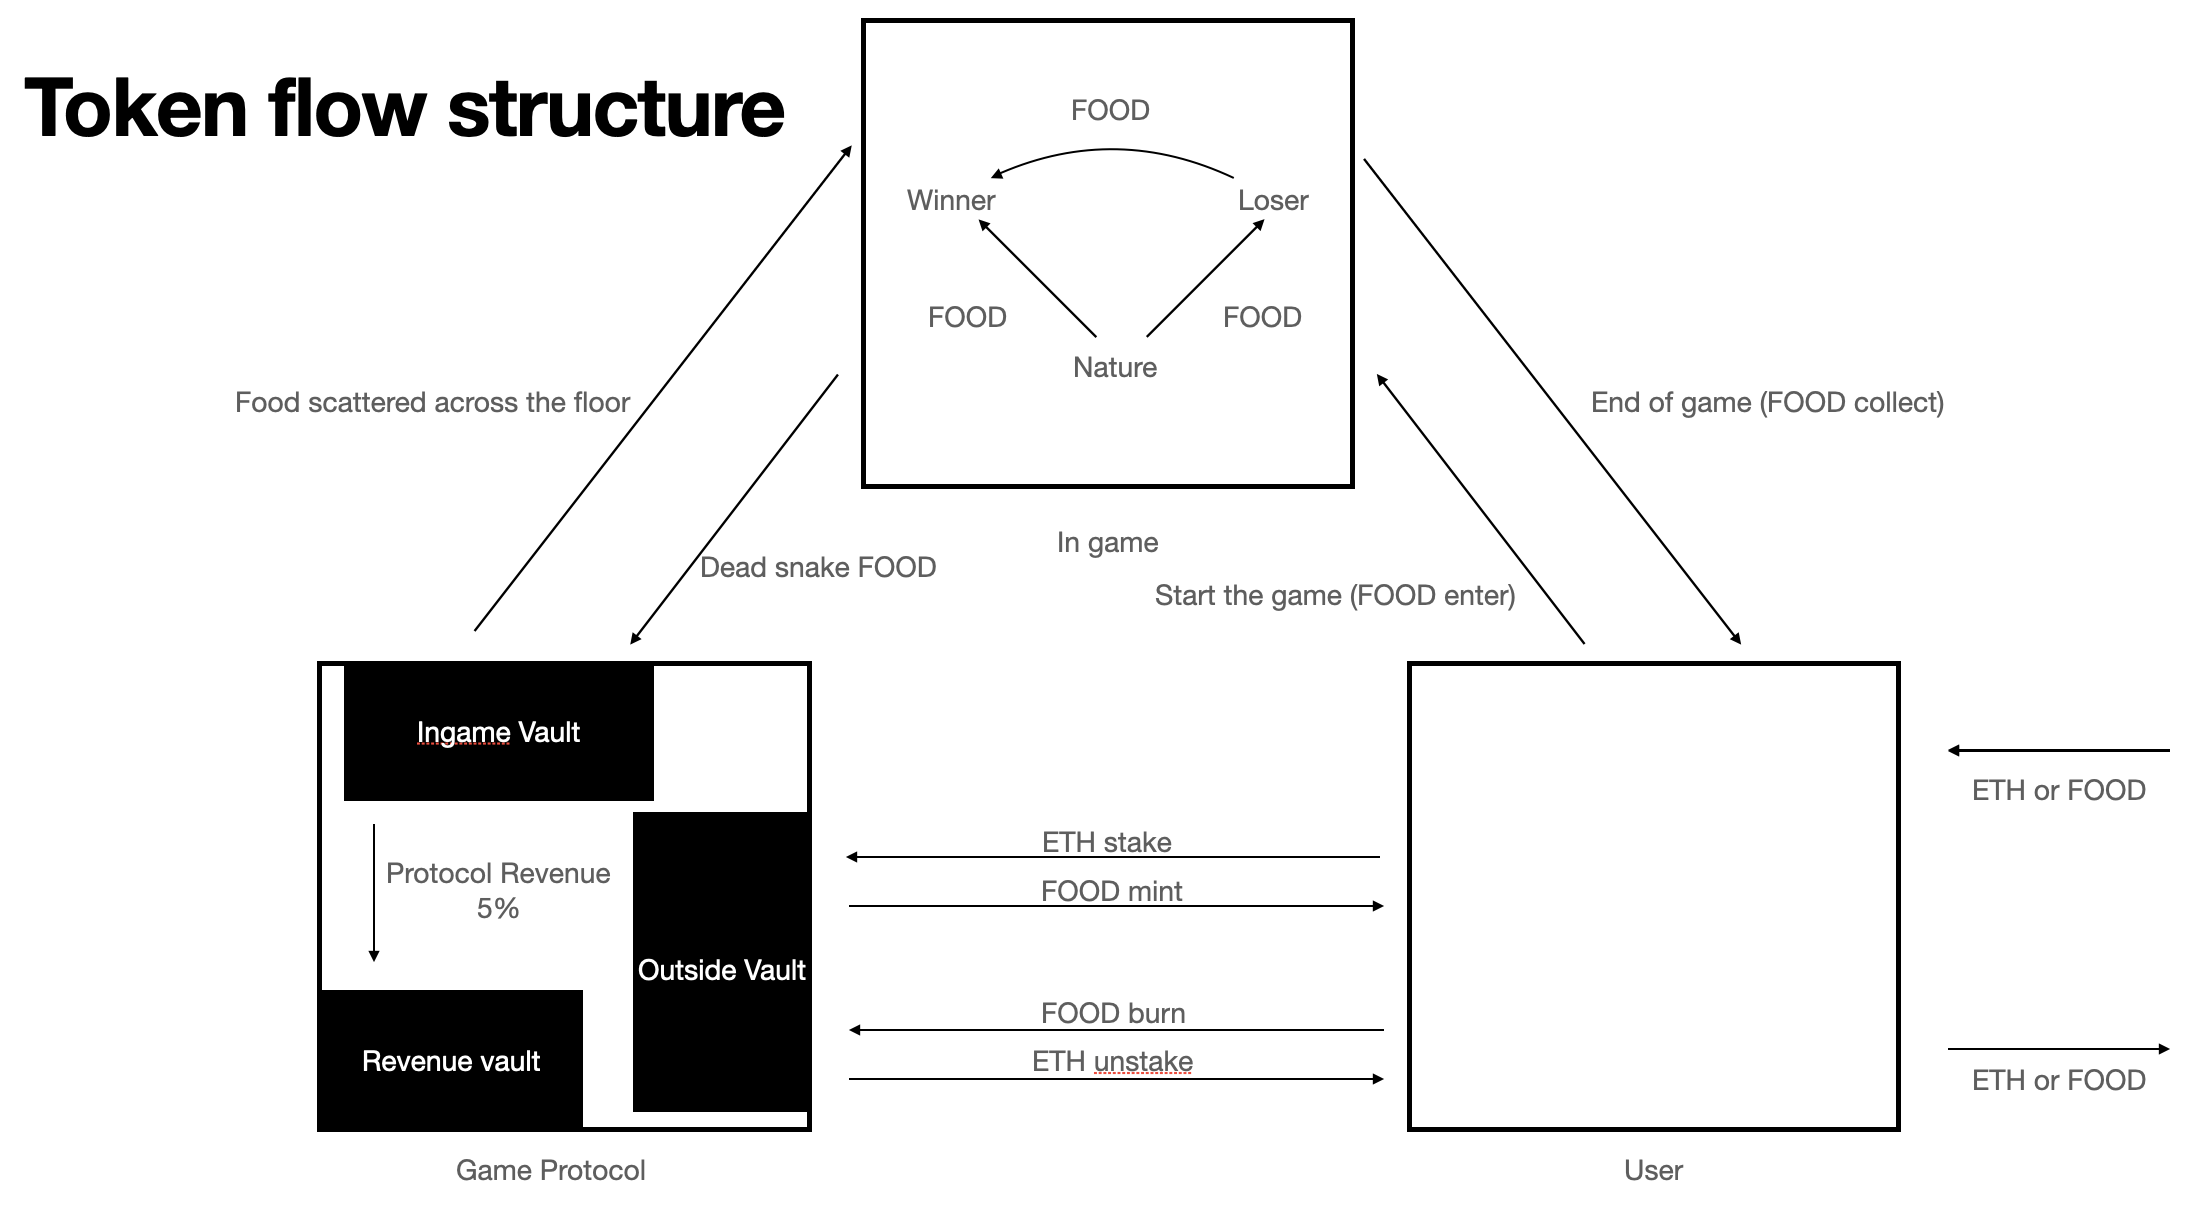 Token flow structure
FOOD
Winner
Loser
FOOD
FOOD
Nature
Food scattered across the floor
End of game (FOOD collect)
In game
Dead snake FOOD
Start the game (FOOD enter)
Ingame Vault
ETH or FOOD
ETH stake
Protocol Revenue
5%
FOOD mint
Outside Vault
FOOD burn
Revenue vault
ETH unstake
ETH or FOOD
Game Protocol
User